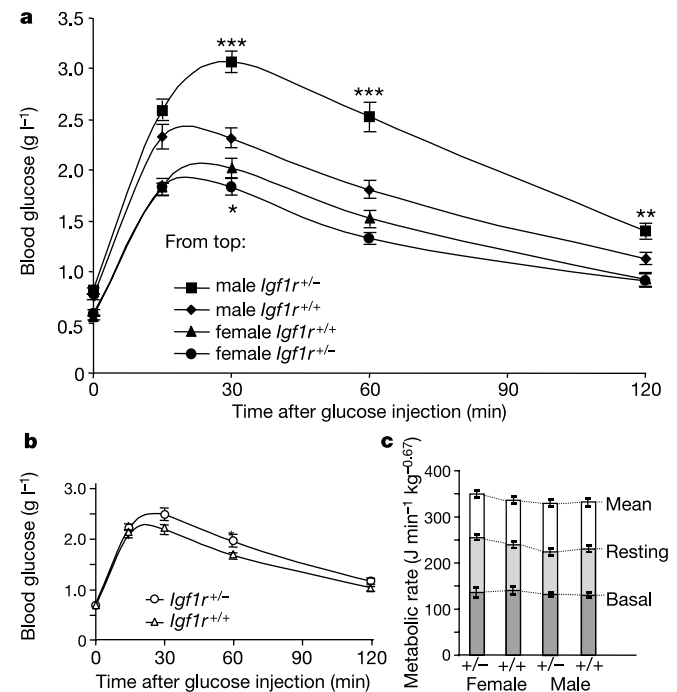 a
Blood glucose (g l⁻¹)
3.5
3.0
2.5
2.0
1.5
1.0
0.5
0
***
***
**
*
From top:
male Igf1r⁺/⁻
male Igf1r⁺/⁺
female Igf1r⁺/⁺
female Igf1r⁺/⁻
0 30 60 90 120
Time after glucose injection (min)
b
Blood glucose (g l⁻¹)
3.0
2.0
1.0
0
*
Igf1r⁺/⁻
Igf1r⁺/⁺
0 30 60 90 120
Time after glucose injection (min)
c
Metabolic rate (J min⁻¹ kg⁻⁰·⁶⁷)
400
300
200
100
0
Mean
Resting
Basal
+/− +/+ +/− +/+
Female Male